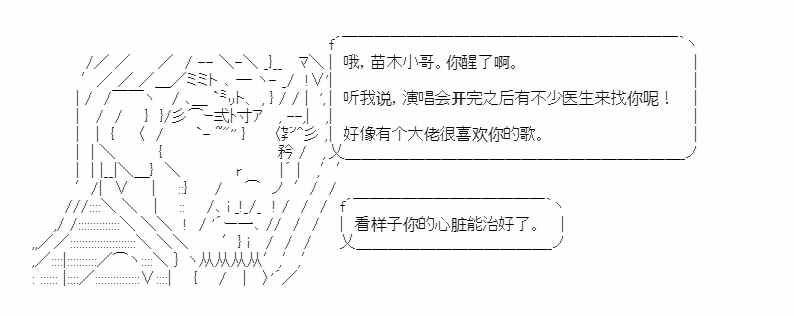 哦，苗木小哥。你醒了啊。
听我说，演唱会开完之后有不少医生来找你呢！
好像有个大佬很喜欢你的歌。
看样子你的心脏能治好了。